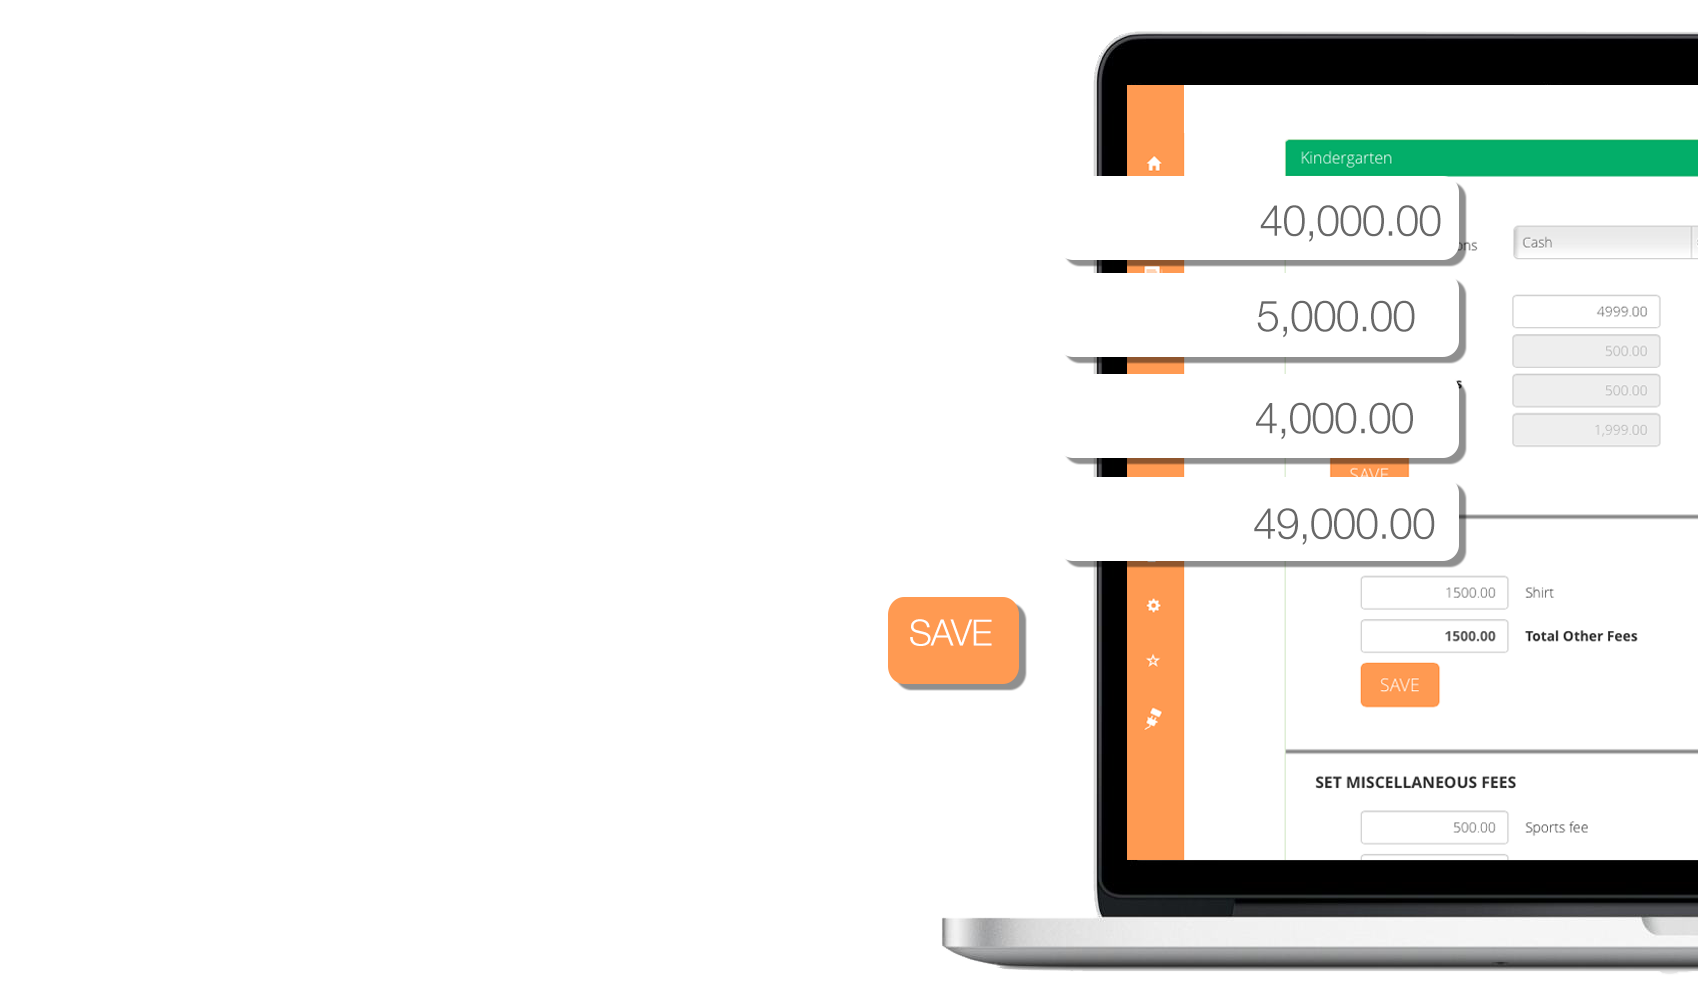 Kindergarten
40,000.00
Cash
5,000.00
4999.00
500.00
500.00
4,000.00
1,999.00
SAVE
49,000.00
1500.00 Shirt
SAVE
1500.00 Total Other Fees
SAVE
SET MISCELLANEOUS FEES
500.00 Sports fee